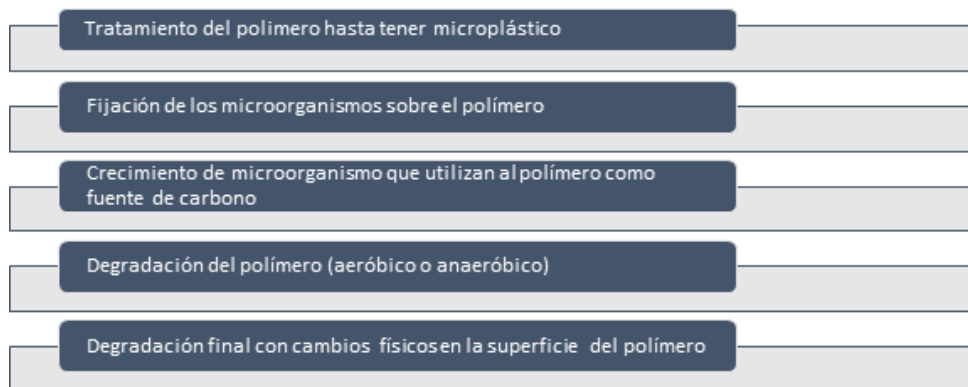 Tratamiento del polimero hasta tener microplástico
Fijación de los microorganismos sobre el polímero
Crecimiento de microorganismo que utilizan al polímero como
fuente de carbono
Degradación del polímero (aeróbico o anaeróbico)
Degradación final con cambios físicos en la superficie del polímero